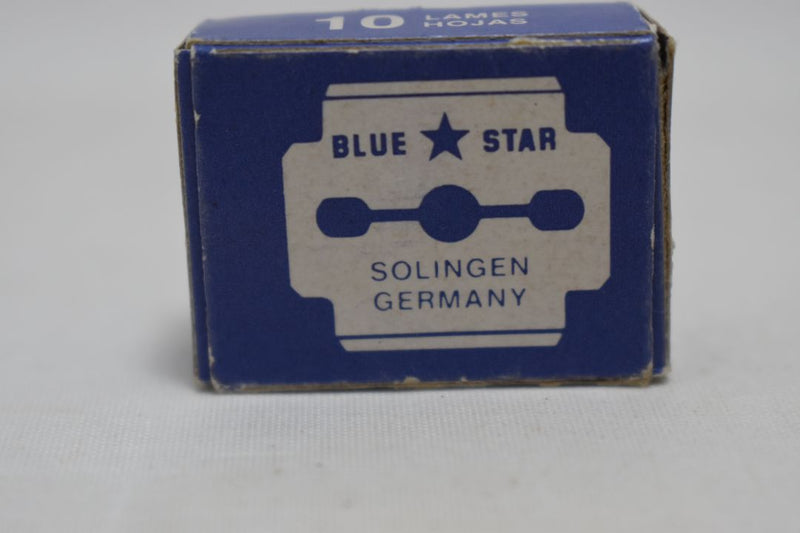 10 LAMES
HOJAS
BLUE STAR
SOLINGEN
GERMANY